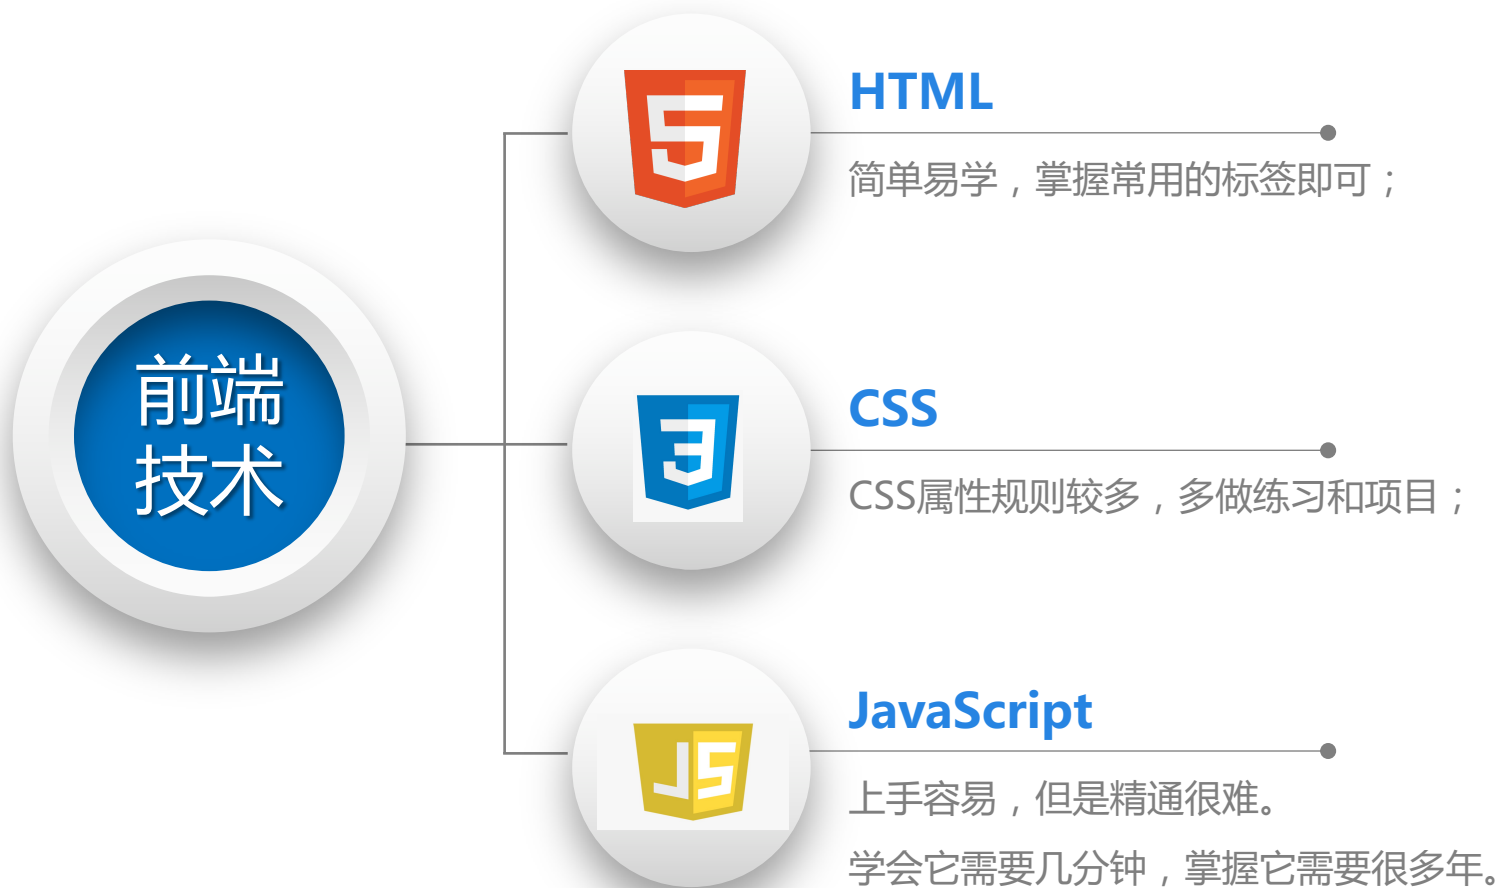 前端
技术
HTML
简单易学，掌握常用的标签即可；
CSS
CSS属性规则较多，多做练习和项目；
JS
JavaScript
上手容易，但是精通很难。
学会它需要几分钟，掌握它需要很多年。